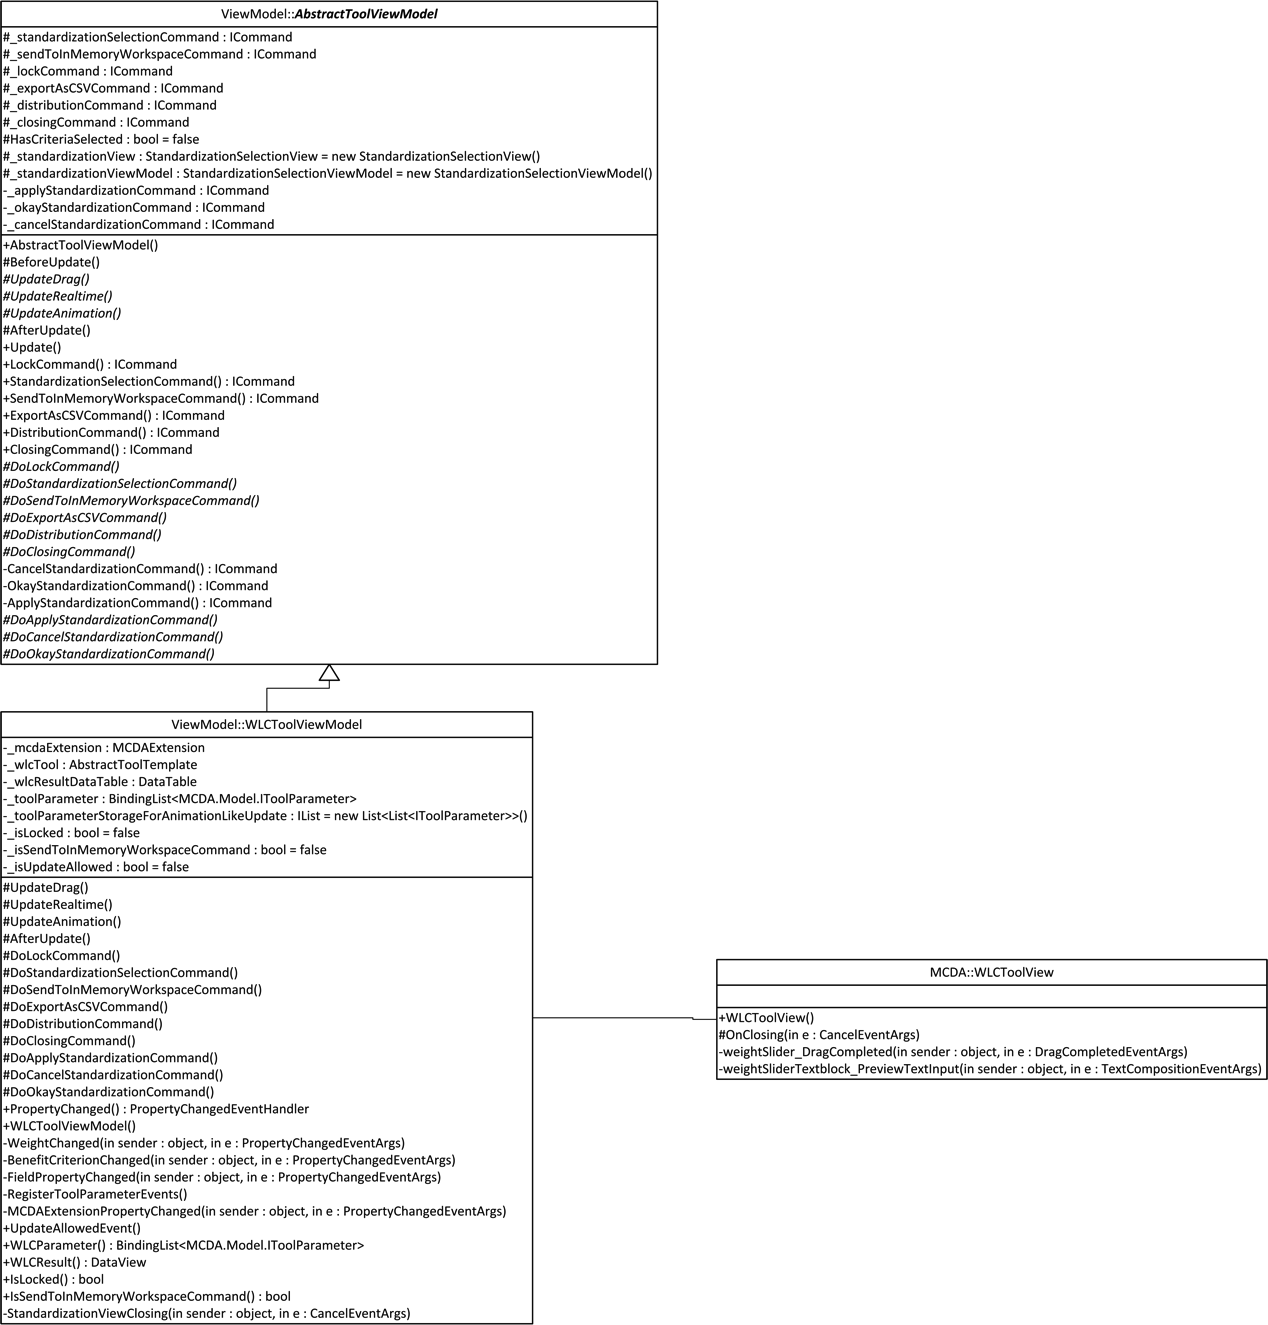 ViewModel::AbstractToolViewModel
#_standardizationSelectionCommand : ICommand
#_sendToInMemoryWorkspaceCommand : ICommand
#_lockCommand : ICommand
#_exportAsCSVCommand : ICommand
#_distributionCommand : ICommand
#_closingCommand : ICommand
#HasCriteriaSelected : bool = false
#_standardizationView : StandardizationSelectionView = new StandardizationSelectionView()
#_standardizationViewModel : StandardizationSelectionViewModel = new StandardizationSelectionViewModel()
-_applyStandardizationCommand : ICommand
-_okayStandardizationCommand : ICommand
-_cancelStandardizationCommand : ICommand
+AbstractToolViewModel()
#BeforeUpdate()
#UpdateDrag()
#UpdateRealtime()
#UpdateAnimation()
#AfterUpdate()
+Update()
+LockCommand() : ICommand
+StandardizationSelectionCommand() : ICommand
+SendToInMemoryWorkspaceCommand() : ICommand
+ExportAsCSVCommand() : ICommand
+DistributionCommand() : ICommand
+ClosingCommand() : ICommand
#DoLockCommand()
#DoStandardizationSelectionCommand()
#DoSendToInMemoryWorkspaceCommand()
#DoExportAsCSVCommand()
#DoDistributionCommand()
#DoClosingCommand()
-CancelStandardizationCommand() : ICommand
-OkayStandardizationCommand() : ICommand
-ApplyStandardizationCommand() : ICommand
#DoApplyStandardizationCommand()
#DoCancelStandardizationCommand()
#DoOkayStandardizationCommand()
ViewModel::WLCToolViewModel
-_mcdaExtension : MCDAExtension
-_wlcTool : AbstractToolTemplate
-_wlcResultDataTable : DataTable
-_toolParameter : BindingList<MCDA.Model.IToolParameter>
-_toolParameterStorageForAnimationLikeUpdate : IList = new List<List<IToolParameter>>()
-_isLocked : bool = false
-_isSendToInMemoryWorkspaceCommand : bool = false
-_isUpdateAllowed : bool = false
#UpdateDrag()
#UpdateRealtime()
#UpdateAnimation()
#AfterUpdate()
#DoLockCommand()
#DoStandardizationSelectionCommand()
#DoSendToInMemoryWorkspaceCommand()
#DoExportAsCSVCommand()
#DoDistributionCommand()
#DoClosingCommand()
#DoApplyStandardizationCommand()
#DoCancelStandardizationCommand()
#DoOkayStandardizationCommand()
+PropertyChanged() : PropertyChangedEventHandler
+WLCToolViewModel()
-WeightChanged(in sender : object, in e : PropertyChangedEventArgs)
-BenefitCriterionChanged(in sender : object, in e : PropertyChangedEventArgs)
-FieldPropertyChanged(in sender : object, in e : PropertyChangedEventArgs)
-RegisterToolParameterEvents()
-MCDAExtensionPropertyChanged(in sender : object, in e : PropertyChangedEventArgs)
+UpdateAllowedEvent()
+WLCParameter() : BindingList<MCDA.Model.IToolParameter>
+WLCResult() : DataView
+IsLocked() : bool
+IsSendToInMemoryWorkspaceCommand() : bool
-StandardizationViewClosing(in sender : object, in e : CancelEventArgs)
MCDA::WLCToolView
+WLCToolView()
#OnClosing(in e : CancelEventArgs)
-weightSlider_DragCompleted(in sender : object, in e : DragCompletedEventArgs)
-weightSliderTextblock_PreviewTextInput(in sender : object, in e : TextCompositionEventArgs)